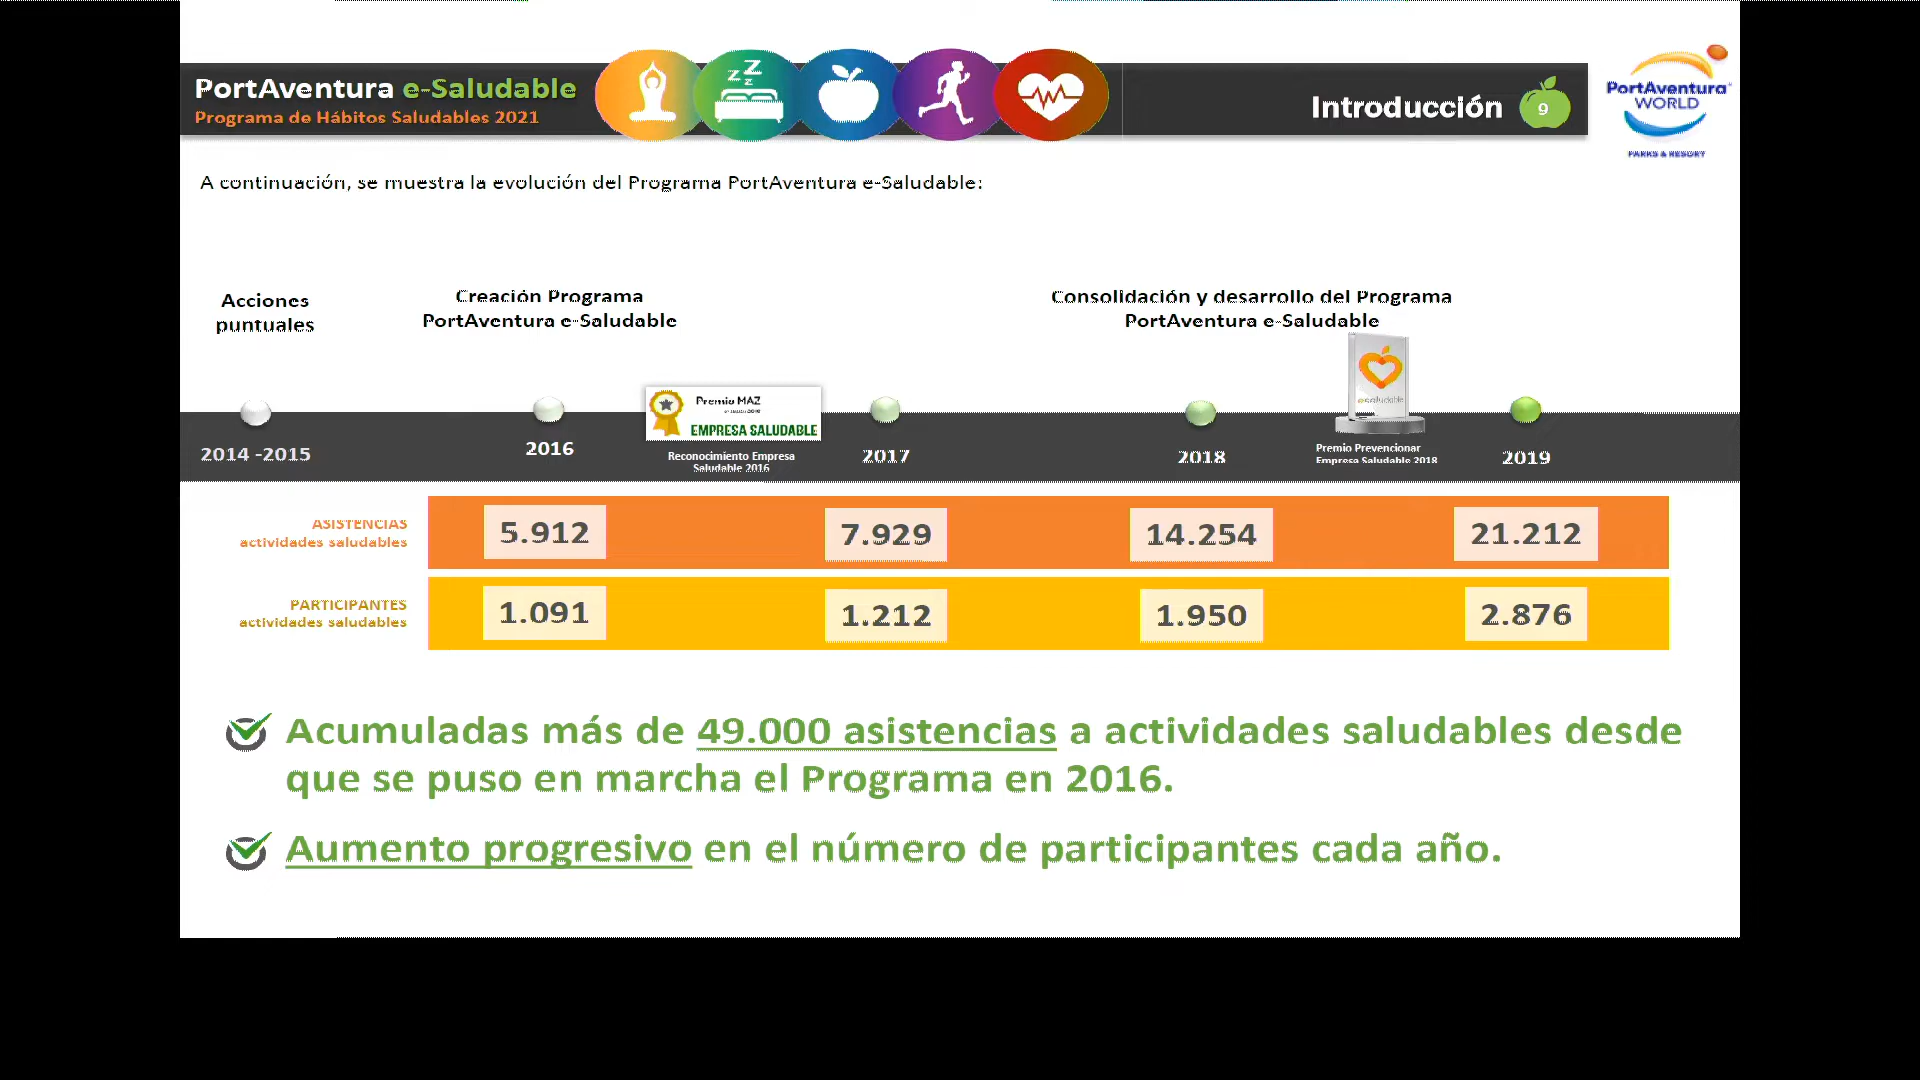 PortAventura e-Saludable
Programa de Hábitos Saludables 2021
zZz
Introducción
9
PortAventura
WORLD
PARKS & RESORT
A continuación, se muestra la evolución del Programa PortAventura e-Saludable:
Acciones
puntuales
Creación Programa
PortAventura e-Saludable
Consolidación y desarrollo del Programa
PortAventura e-Saludable
e-saludable
Premio MAZ
EMPRESA SALUDABLE
2014 -2015
2016
Reconocimiento Empresa
Saludable 2016
2017
2018
Premio Prevencionar
Empresa Saludable 2018
2019
ASISTENCIAS
actividades saludables
5.912
7.929
14.254
21.212
PARTICIPANTES
actividades saludables
1.091
1.212
1.950
2.876
Acumuladas más de 49.000 asistencias a actividades saludables desde
que se puso en marcha el Programa en 2016.
Aumento progresivo en el número de participantes cada año.